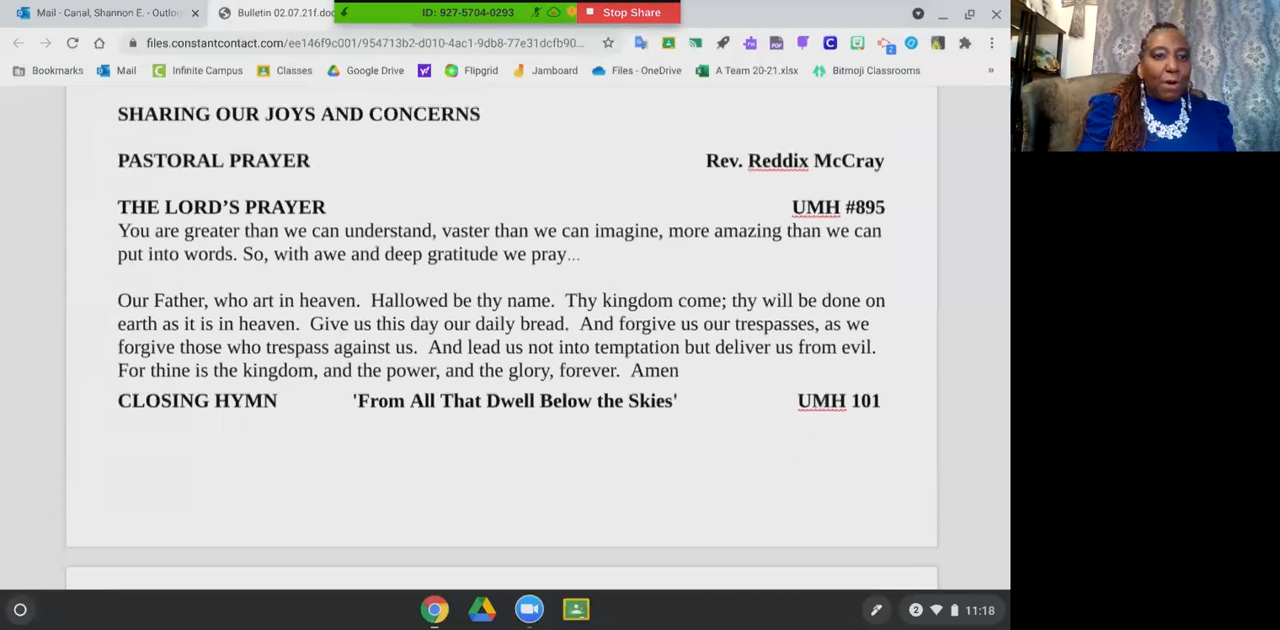 Mail - Canal, Shannon E. - Outlo
Bulletin 02.07.21f.doc
ID: 927-5704-0293
Stop Share
files.constantcontact.com/ee146f9c001/954713b2-d010-4ac1-9db8-77e31dcfb90...
Bookmarks Mail Infinite Campus Classes Google Drive Flipgrid Jamboard Files - OneDrive A Team 20-21.xlsx Bitmoji Classrooms »
SHARING OUR JOYS AND CONCERNS
PASTORAL PRAYER Rev. Reddix McCray
THE LORD'S PRAYER UMH #895
You are greater than we can understand, vaster than we can imagine, more amazing than we can
put into words. So, with awe and deep gratitude we pray...
Our Father, who art in heaven. Hallowed be thy name. Thy kingdom come; thy will be done on
earth as it is in heaven. Give us this day our daily bread. And forgive us our trespasses, as we
forgive those who trespass against us. And lead us not into temptation but deliver us from evil.
For thine is the kingdom, and the power, and the glory, forever. Amen
CLOSING HYMN 'From All That Dwell Below the Skies' UMH 101
2 11:18